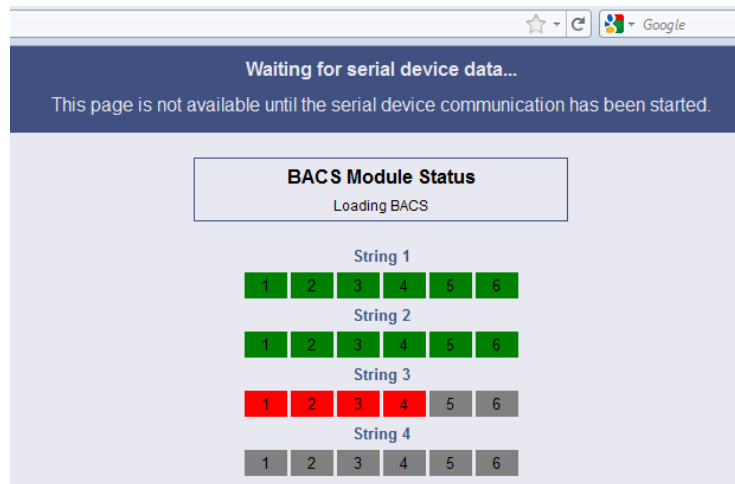 Google
Waiting for serial device data...
This page is not available until the serial device communication has been started.
BACS Module Status
Loading BACS
String 1
1 2 3 4 5 6
String 2
1 2 3 4 5 6
String 3
1 2 3 4 5 6
String 4
1 2 3 4 5 6